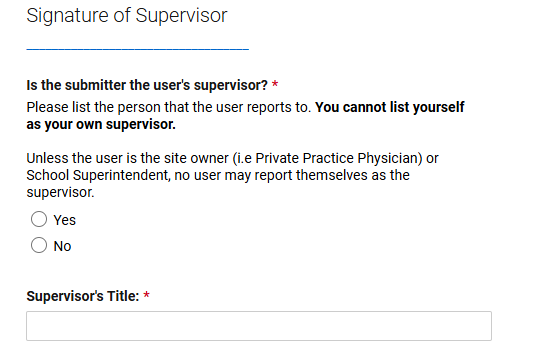 Signature of Supervisor
Is the submitter the user's supervisor? *
Please list the person that the user reports to. You cannot list yourself
as your own supervisor.
Unless the user is the site owner (i.e Private Practice Physician) or
School Superintendent, no user may report themselves as the
supervisor.
Yes
No
Supervisor's Title: *